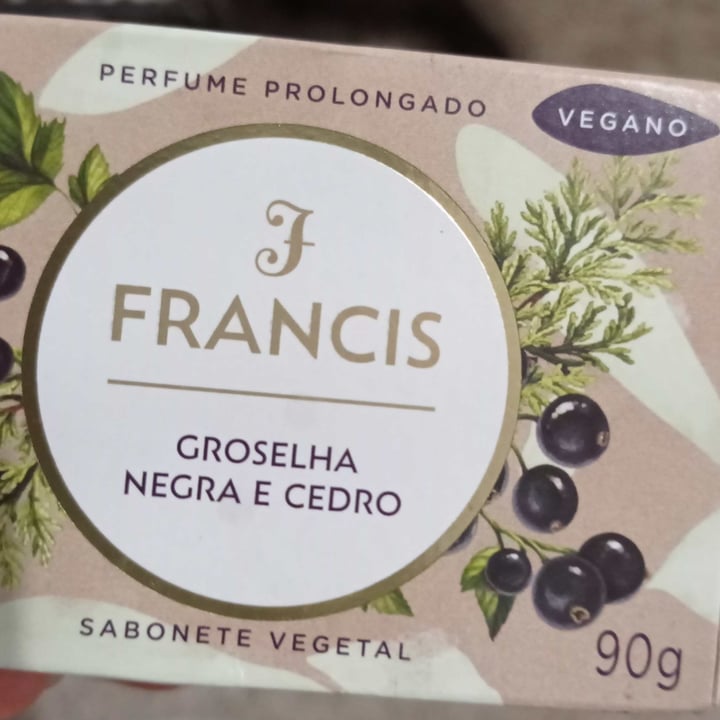 PERFUME PROLONGADO
VEGANO
F
FRANCIS
GROSELHA
NEGRA E CEDRO
SABONETE VEGETAL
90g